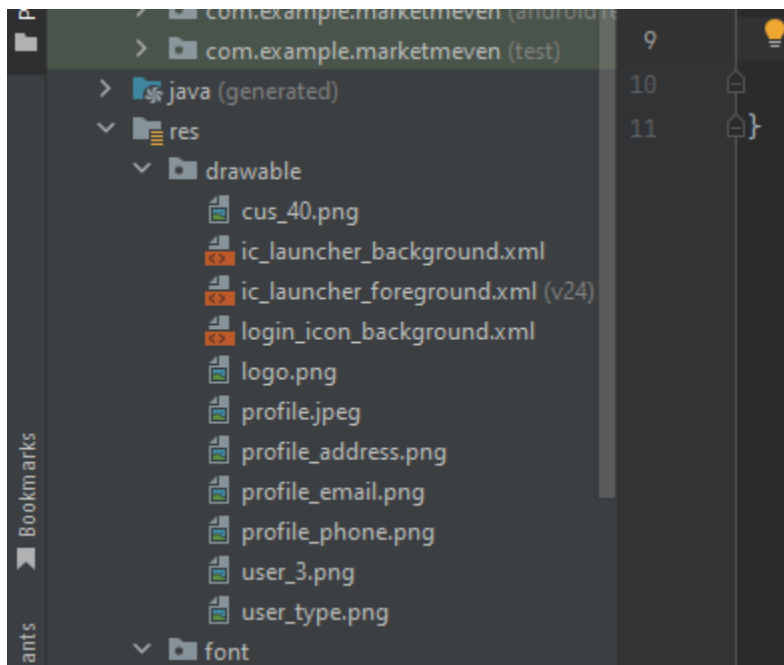 com.example.marketmeven (androidTe
com.example.marketmeven (test)
java (generated)
res
drawable
cus_40.png
ic_launcher_background.xml
ic_launcher_foreground.xml (v24)
login_icon_background.xml
logo.png
profile.jpeg
profile_address.png
profile_email.png
profile_phone.png
user_3.png
user_type.png
font
P
Bookmarks
ants
9
10
11 }